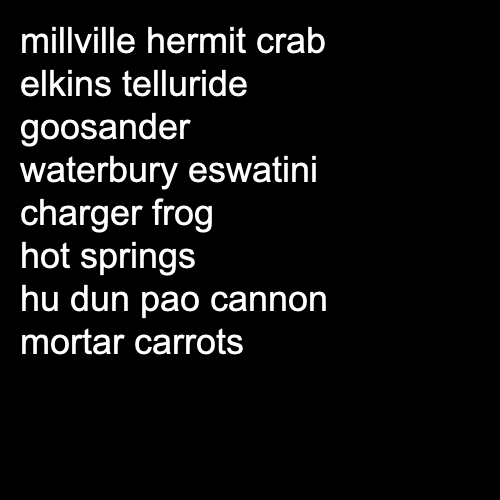 millville hermit crab
elkins telluride
goosander
waterbury eswatini
charger frog
hot springs
hu dun pao cannon
mortar carrots